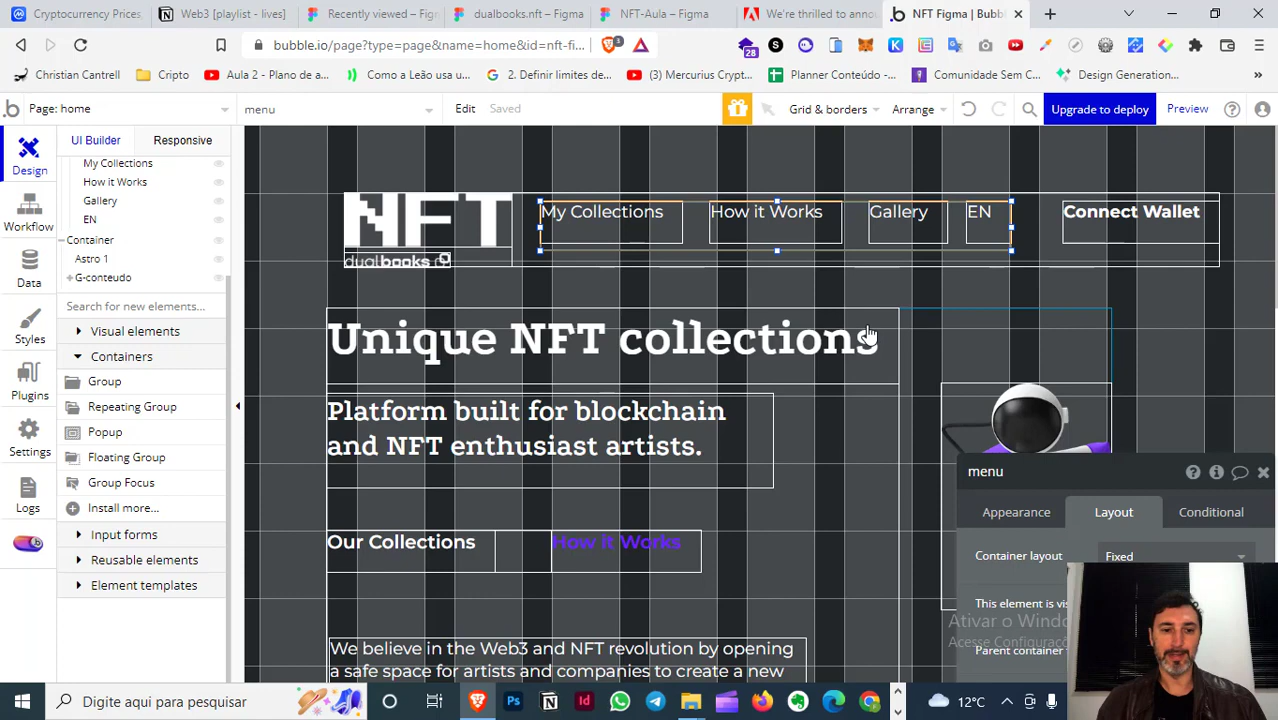 Cryptocurrency Prices,
Web3 [playlist - lives]
Recently viewed – Figm
dualbooks.nft – Figma
NFT-Aula – Figma
We're thrilled to anno
NFT Figma | Bubbl
bubble.io/page?type=page&name=home&id=nft-fi...
28
3
Christian Cantrell
Cripto
Aula 2 - Plano de a...
Como a Leão usa u...
2. Definir limites de...
(3) Mercurius Crypt...
Planner Conteúdo -...
Comunidade Sem C...
Design Generation...
Page: home
menu
Edit
Saved
Grid & borders
Arrange
Upgrade to deploy
Preview
Design
Workflow
Data
Styles
Plugins
Settings
Logs
UI Builder
Responsive
My Collections
How it Works
Gallery
EN
Container
Astro 1
G-conteudo
Search for new elements...
Visual elements
Containers
Group
Repeating Group
Popup
Floating Group
Group Focus
Install more...
Input forms
Reusable elements
Element templates
NFT
dualbooks
My Collections
How it Works
Gallery
EN
Connect Wallet
Unique NFT collections
Platform built for blockchain
and NFT enthusiast artists.
Our Collections
How it Works
We believe in the Web3 and NFT revolution by opening
a safe space for artists and companies to create a new
menu
Appearance
Layout
Conditional
Container layout
Fixed
This element is vis
Ativar o Windo
Acesse Configuraçõ
Parent container
Digite aqui para pesquisar
12°C